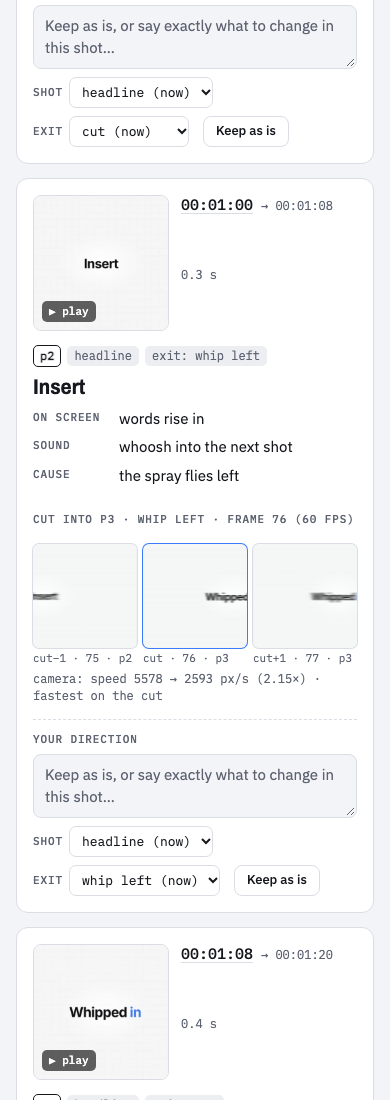 Keep as is, or say exactly what to change in
this shot...
SHOT headline (now)
EXIT cut (now) Keep as is
Insert
▶ play
00:01:00 → 00:01:08
0.3 s
p2 headline exit: whip left
Insert
ON SCREEN words rise in
SOUND whoosh into the next shot
CAUSE the spray flies left
CUT INTO P3 · WHIP LEFT · FRAME 76 (60 FPS)
Whipped
Whipped
cut−1 · 75 · p2 cut · 76 · p3 cut+1 · 77 · p3
camera: speed 5578 → 2593 px/s (2.15×) ·
fastest on the cut
YOUR DIRECTION
Keep as is, or say exactly what to change in
this shot...
SHOT headline (now)
EXIT whip left (now) Keep as is
Whipped in
▶ play
00:01:08 → 00:01:20
0.4 s